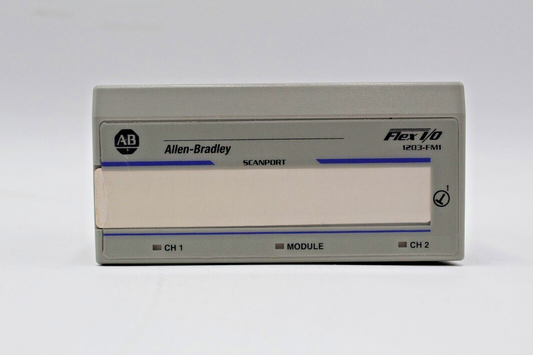 AB
Allen-Bradley
Flex I/O
1203-FM1
SCANPORT
CH 1
MODULE
CH 2